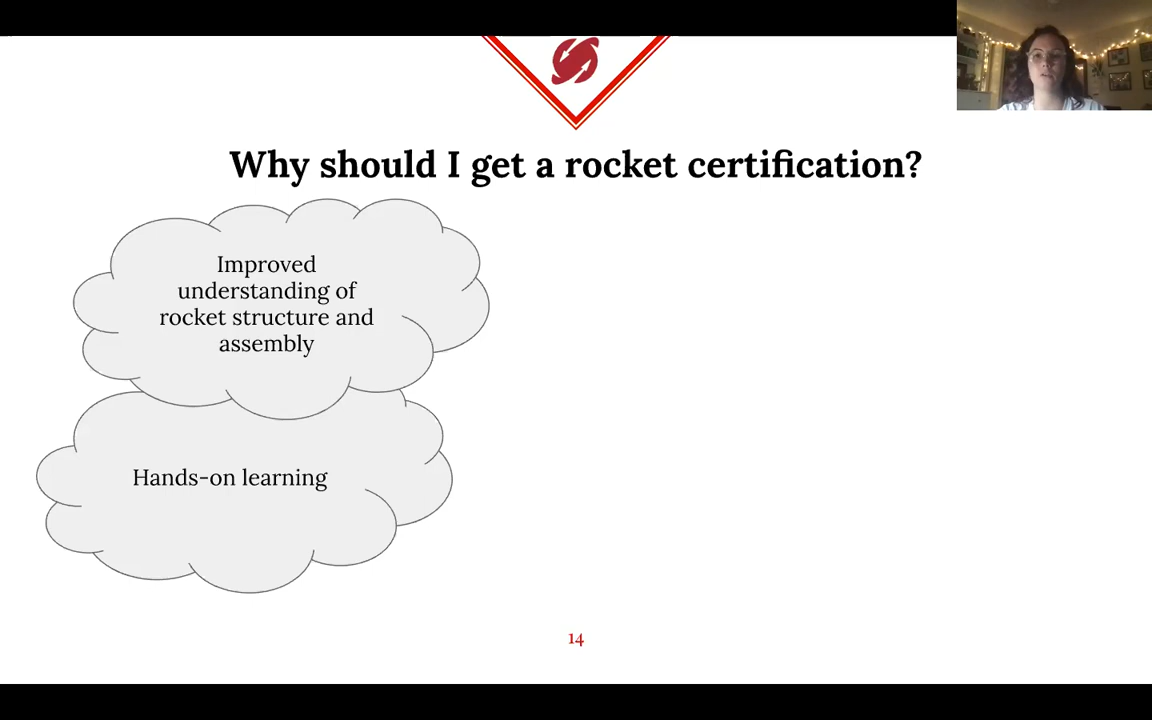 Why should I get a rocket certification?
Improved
understanding of
rocket structure and
assembly
Hands-on learning
14